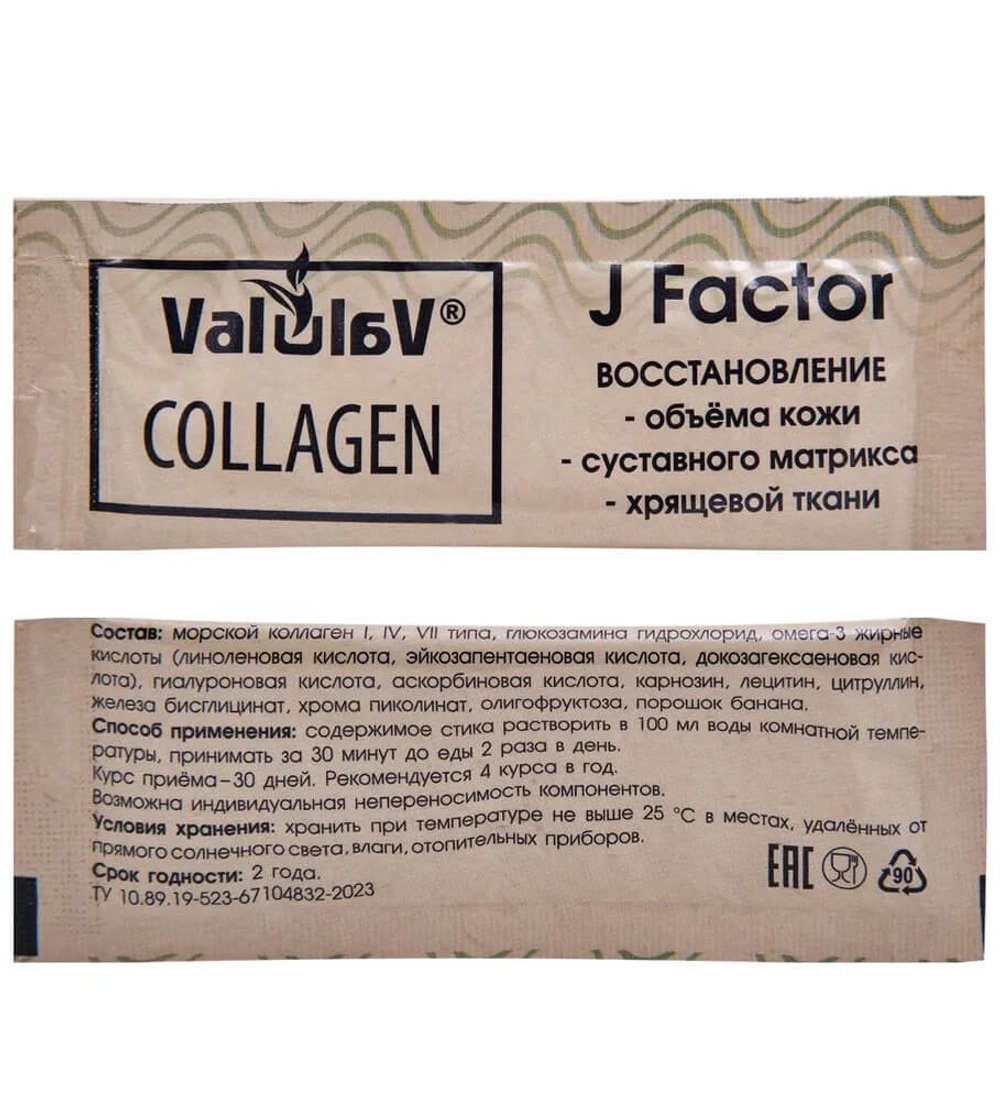 ValulaV®
COLLAGEN
J Factor
ВОССТАНОВЛЕНИЕ
- объёма кожи
- суставного матрикса
- хрящевой ткани
Состав: морской коллаген I, IV, VII типа, глюкозамина гидрохлорид, омега-3 жирные
кислоты (линоленовая кислота, эйкозапентаеновая кислота, докозагексаеновая кис-
лота), гиалуроновая кислота, аскорбиновая кислота, карнозин, лецитин, цитруллин,
железа бисглицинат, хрома пиколинат, олигофруктоза, порошок банана.
Способ применения: содержимое стика растворить в 100 мл воды комнатной темпе-
ратуры, принимать за 30 минут до еды 2 раза в день.
Курс приёма – 30 дней. Рекомендуется 4 курса в год.
Возможна индивидуальная непереносимость компонентов.
Условия хранения: хранить при температуре не выше 25 °С в местах, удалённых от
прямого солнечного света, влаги, отопительных приборов.
Срок годности: 2 года.
ТУ 10.89.19-523-67104832-2023
EAC
90